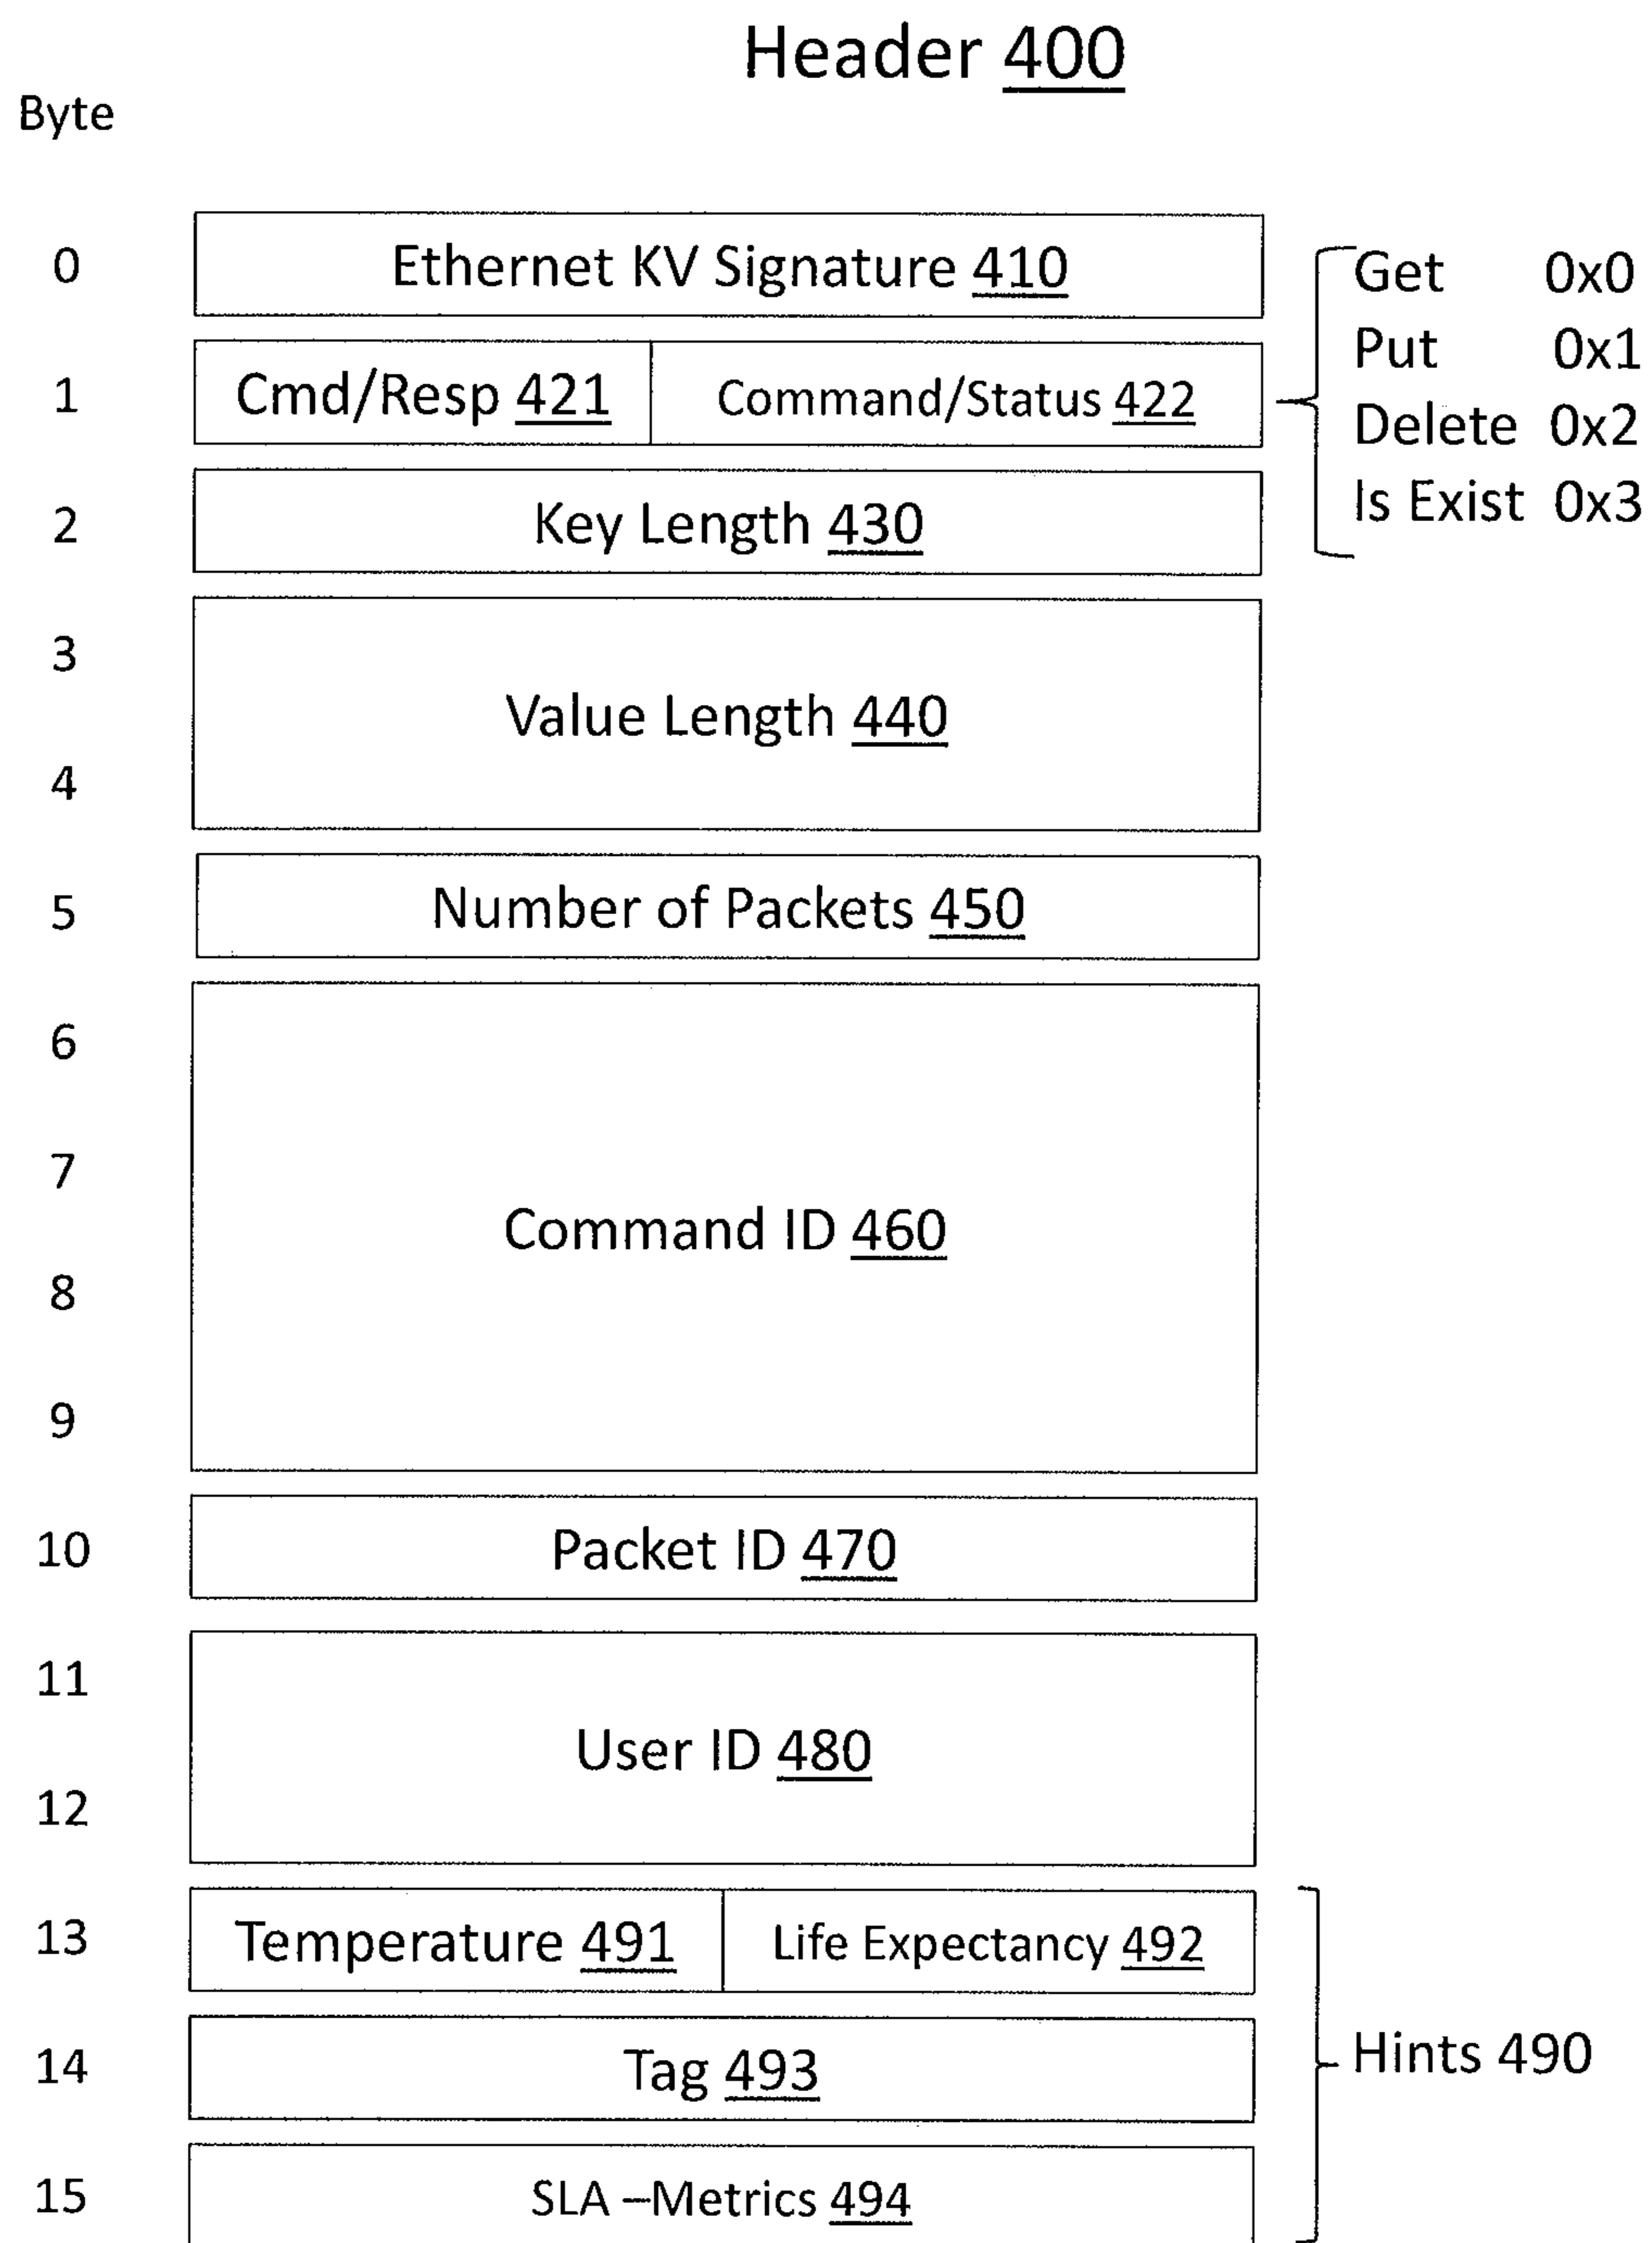 Header 400
Byte
0 Ethernet KV Signature 410
Get 0x0
Put 0x1
Delete 0x2
Is Exist 0x3
1 Cmd/Resp 421 Command/Status 422
2 Key Length 430
3
Value Length 440
4
5 Number of Packets 450
6
7
Command ID 460
8
9
10 Packet ID 470
11
User ID 480
12
13 Temperature 491 Life Expectancy 492
14 Tag 493
Hints 490
15 SLA –Metrics 494